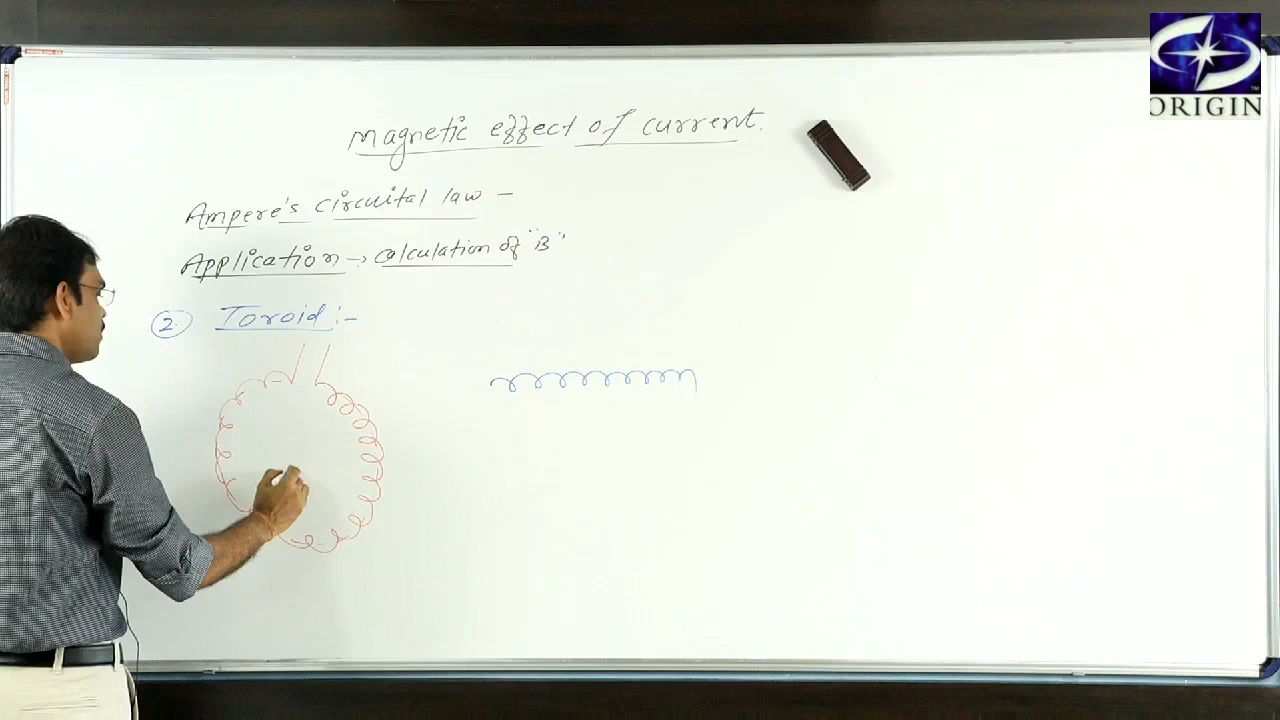 ORIGIN
Magnetic effect of current.
Ampere's circuital law -
Application → calculation of "B"
2. Toroid :-